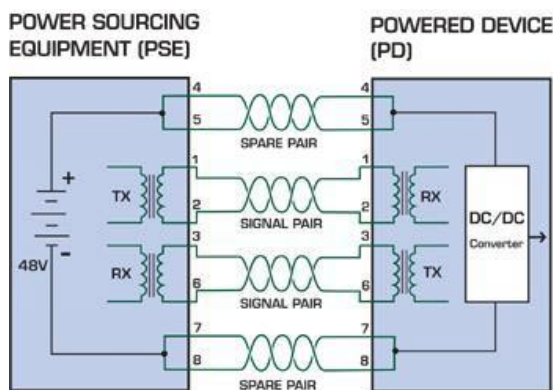 POWER SOURCING
EQUIPMENT (PSE)
POWERED DEVICE
(PD)
4
5
SPARE PAIR
4
5
+
48V
-
TX
1
2
SIGNAL PAIR
1
2
RX
RX
3
6
SIGNAL PAIR
3
6
TX
DC/DC
Converter
7
8
SPARE PAIR
7
8